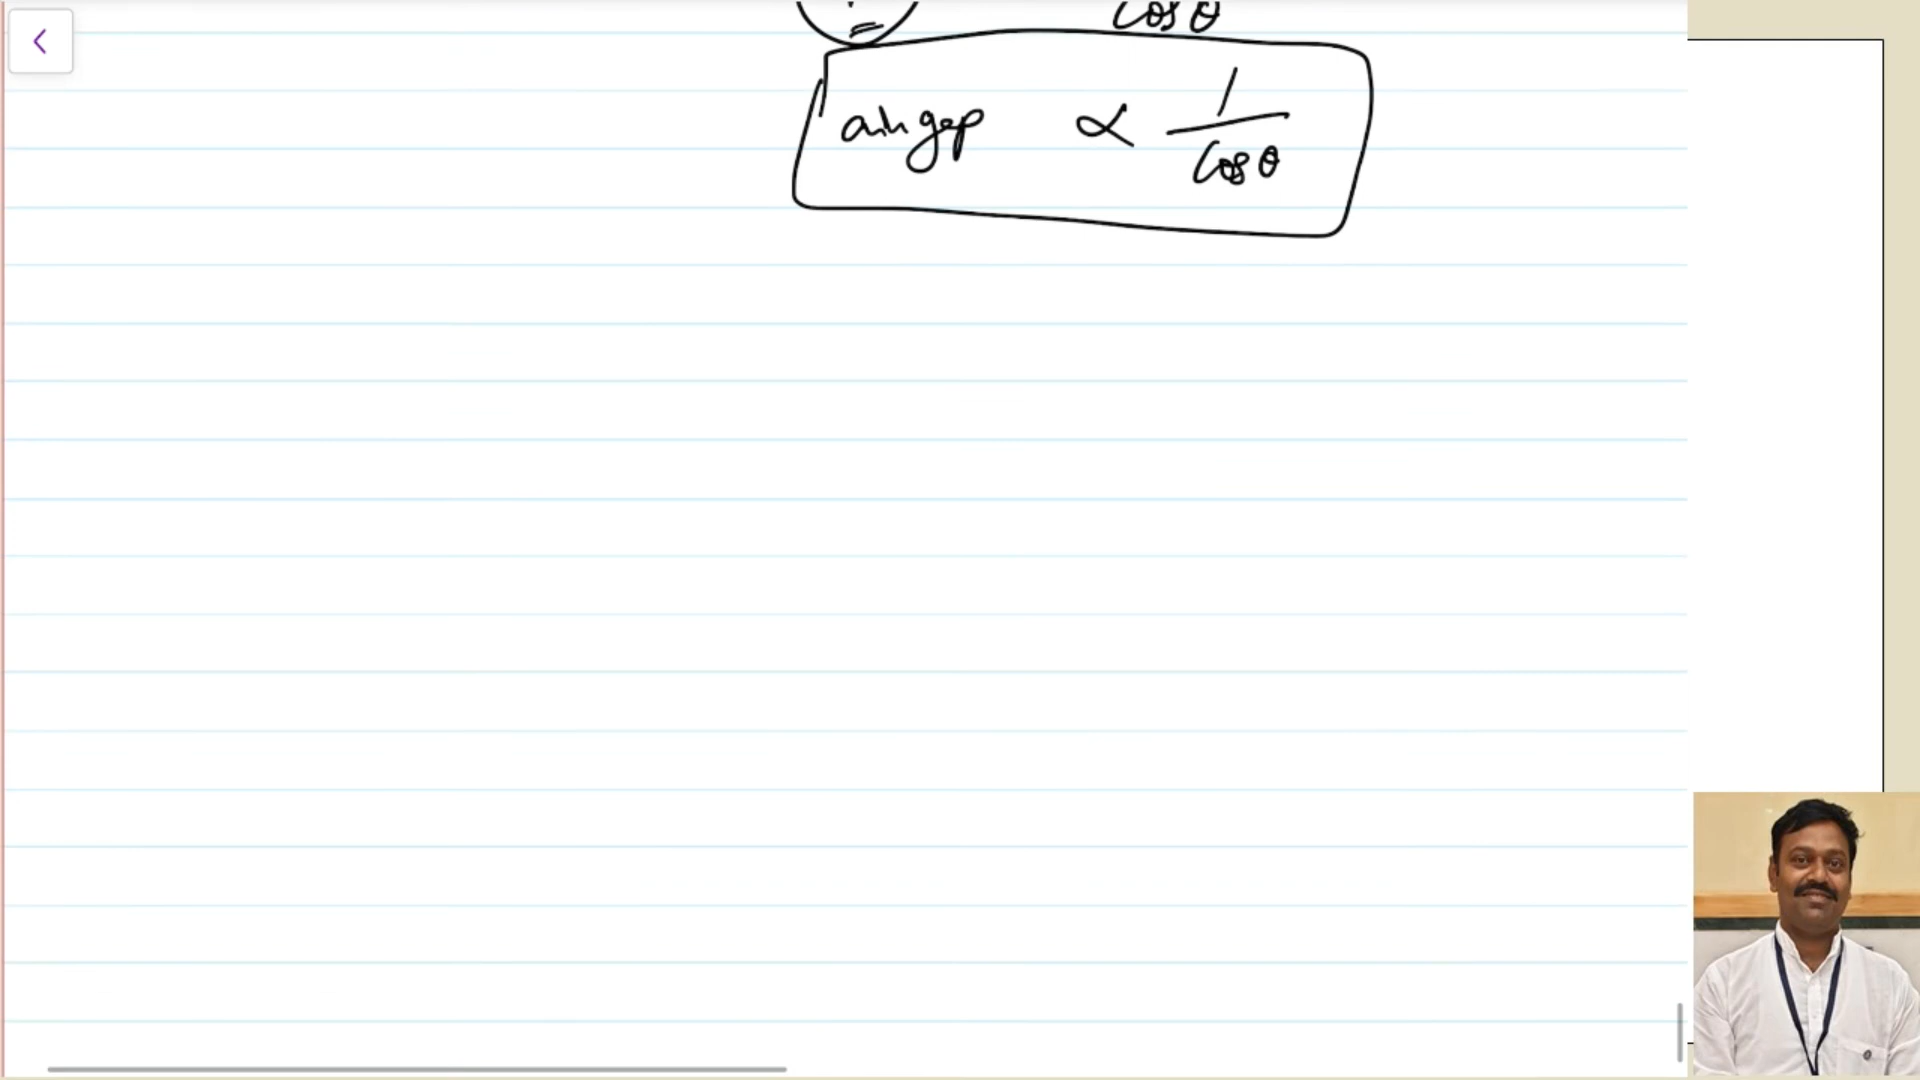 cos θ
air gap ∝ 1/cos θ